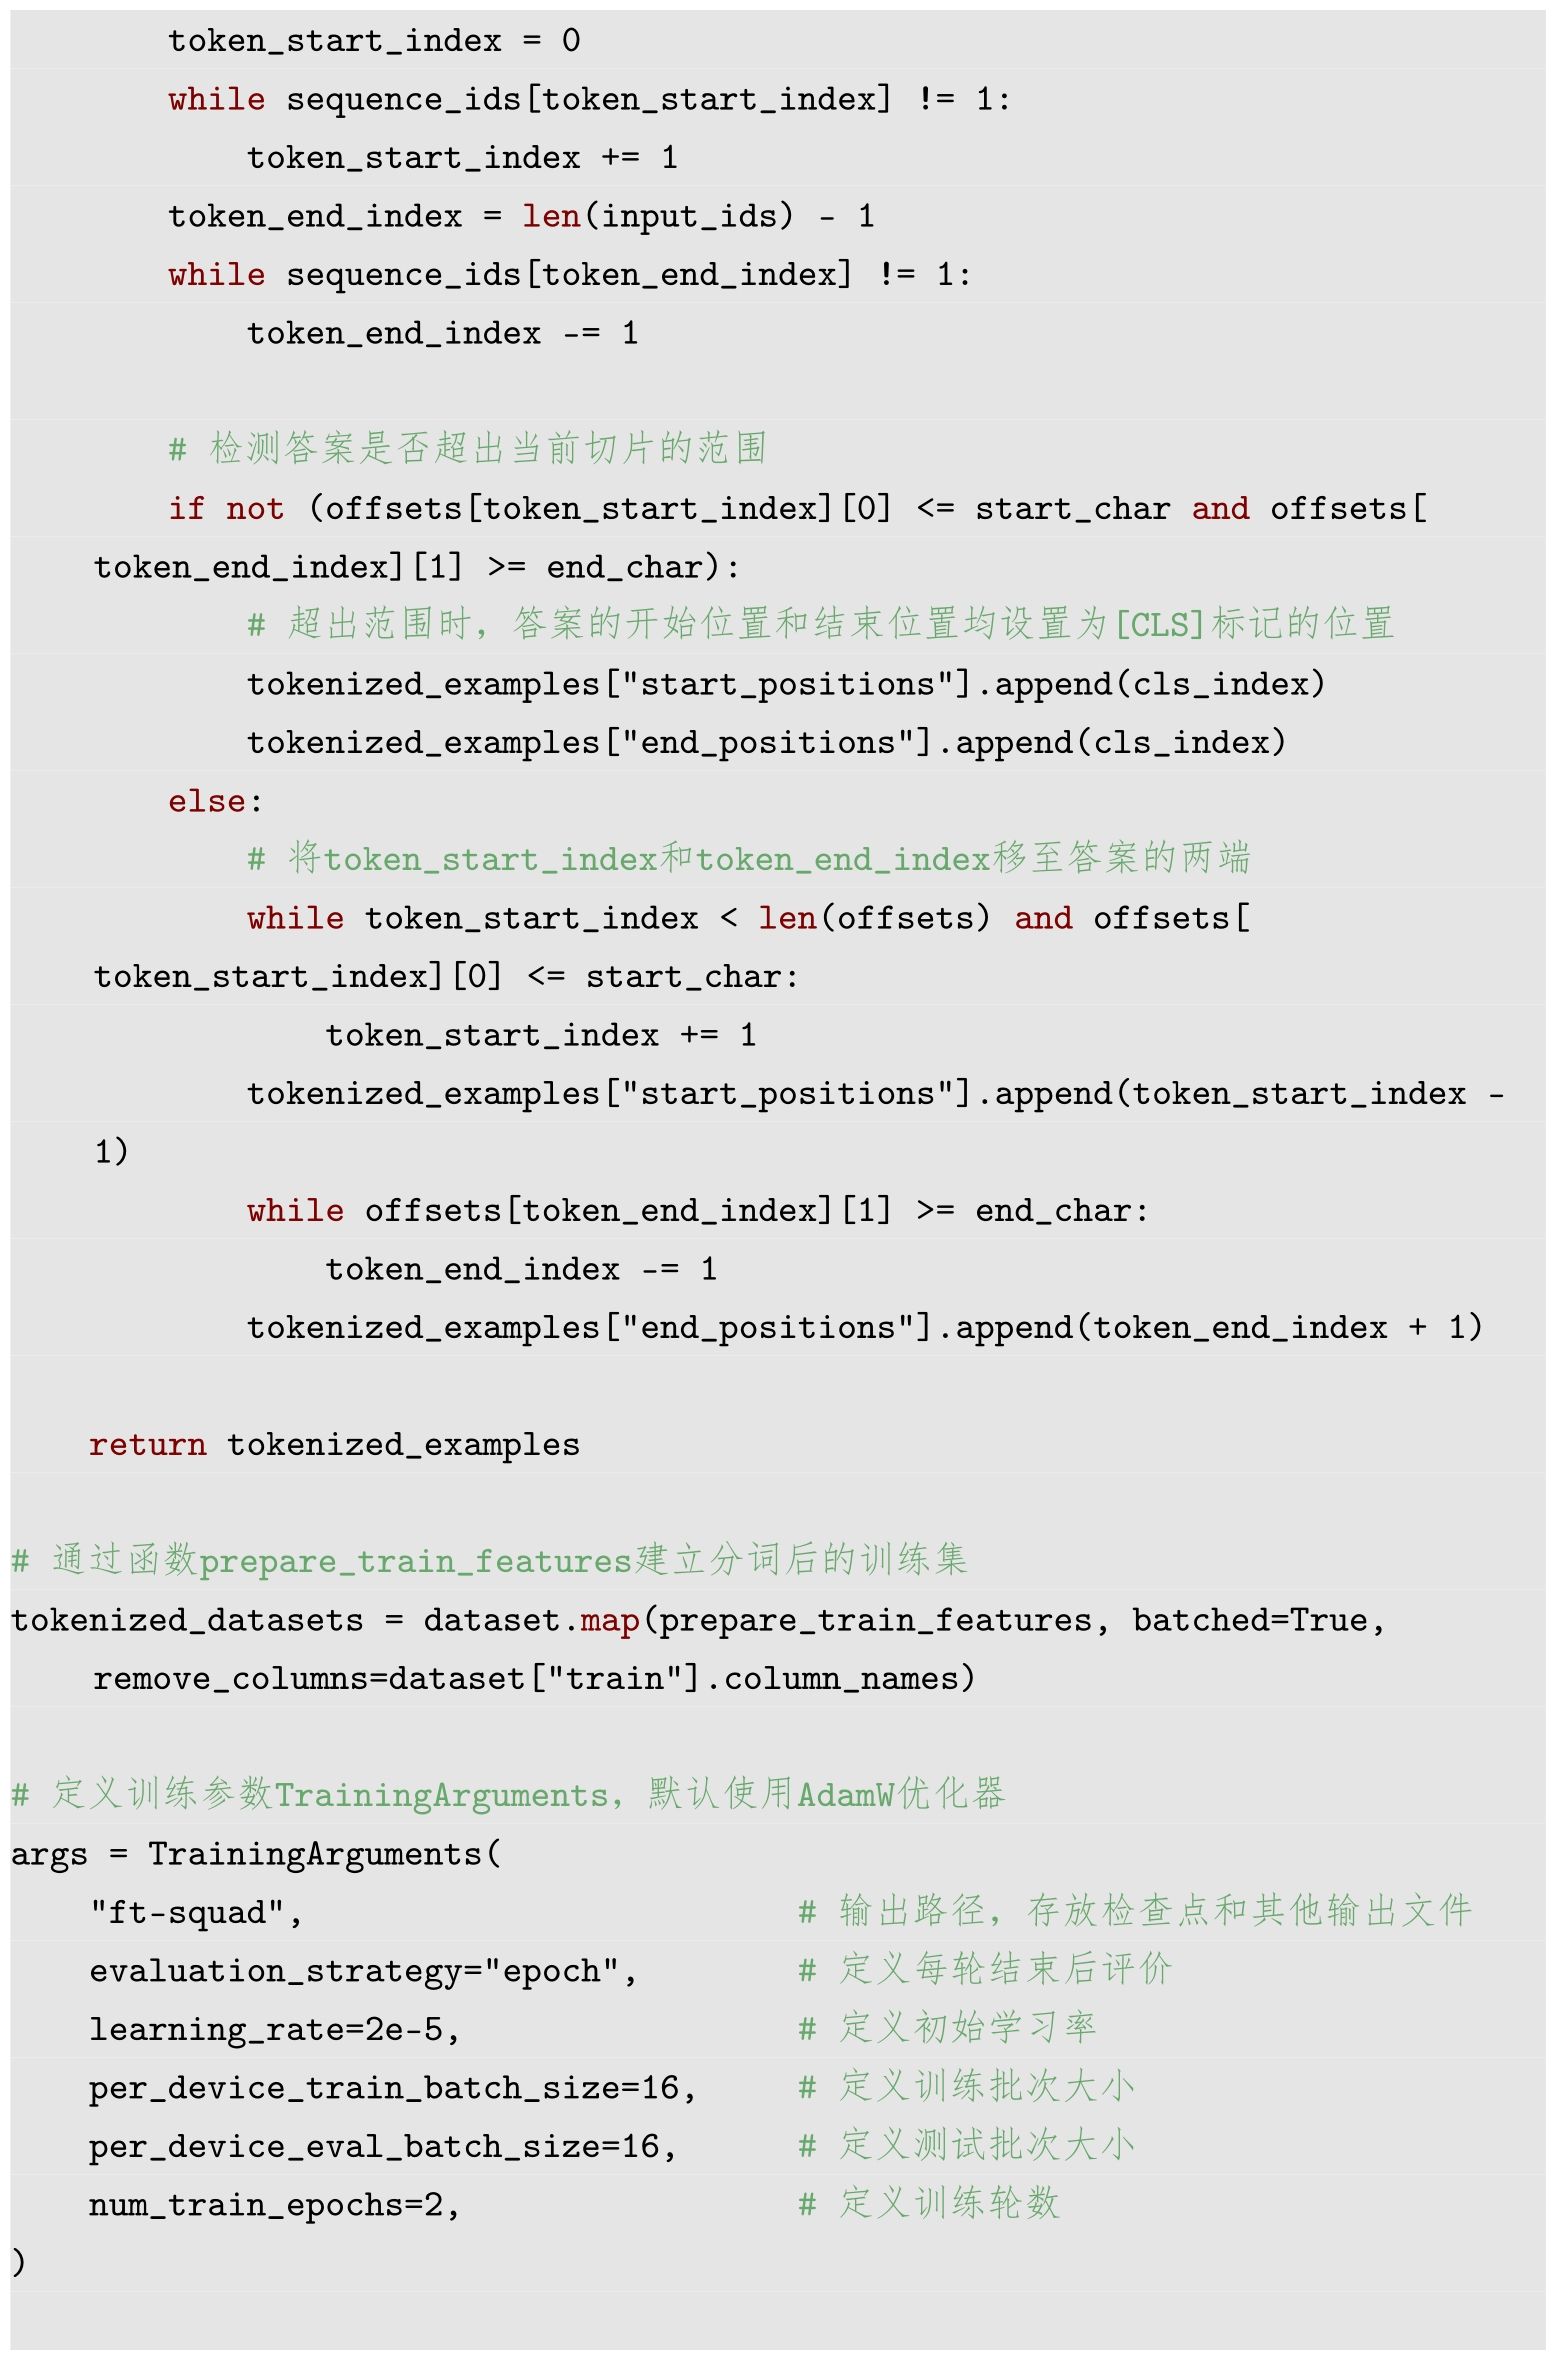 token_start_index = 0
        while sequence_ids[token_start_index] != 1:
            token_start_index += 1
        token_end_index = len(input_ids) - 1
        while sequence_ids[token_end_index] != 1:
            token_end_index -= 1

        # 检测答案是否超出当前切片的范围
        if not (offsets[token_start_index][0] <= start_char and offsets[
    token_end_index][1] >= end_char):
            # 超出范围时，答案的开始位置和结束位置均设置为[CLS]标记的位置
            tokenized_examples["start_positions"].append(cls_index)
            tokenized_examples["end_positions"].append(cls_index)
        else:
            # 将token_start_index和token_end_index移至答案的两端
            while token_start_index < len(offsets) and offsets[
    token_start_index][0] <= start_char:
                token_start_index += 1
            tokenized_examples["start_positions"].append(token_start_index -
    1)
            while offsets[token_end_index][1] >= end_char:
                token_end_index -= 1
            tokenized_examples["end_positions"].append(token_end_index + 1)

    return tokenized_examples

# 通过函数prepare_train_features建立分词后的训练集
tokenized_datasets = dataset.map(prepare_train_features, batched=True,
    remove_columns=dataset["train"].column_names)

# 定义训练参数TrainingArguments，默认使用AdamW优化器
args = TrainingArguments(
    "ft-squad",                         # 输出路径，存放检查点和其他输出文件
    evaluation_strategy="epoch",        # 定义每轮结束后评价
    learning_rate=2e-5,                 # 定义初始学习率
    per_device_train_batch_size=16,     # 定义训练批次大小
    per_device_eval_batch_size=16,      # 定义测试批次大小
    num_train_epochs=2,                 # 定义训练轮数
)